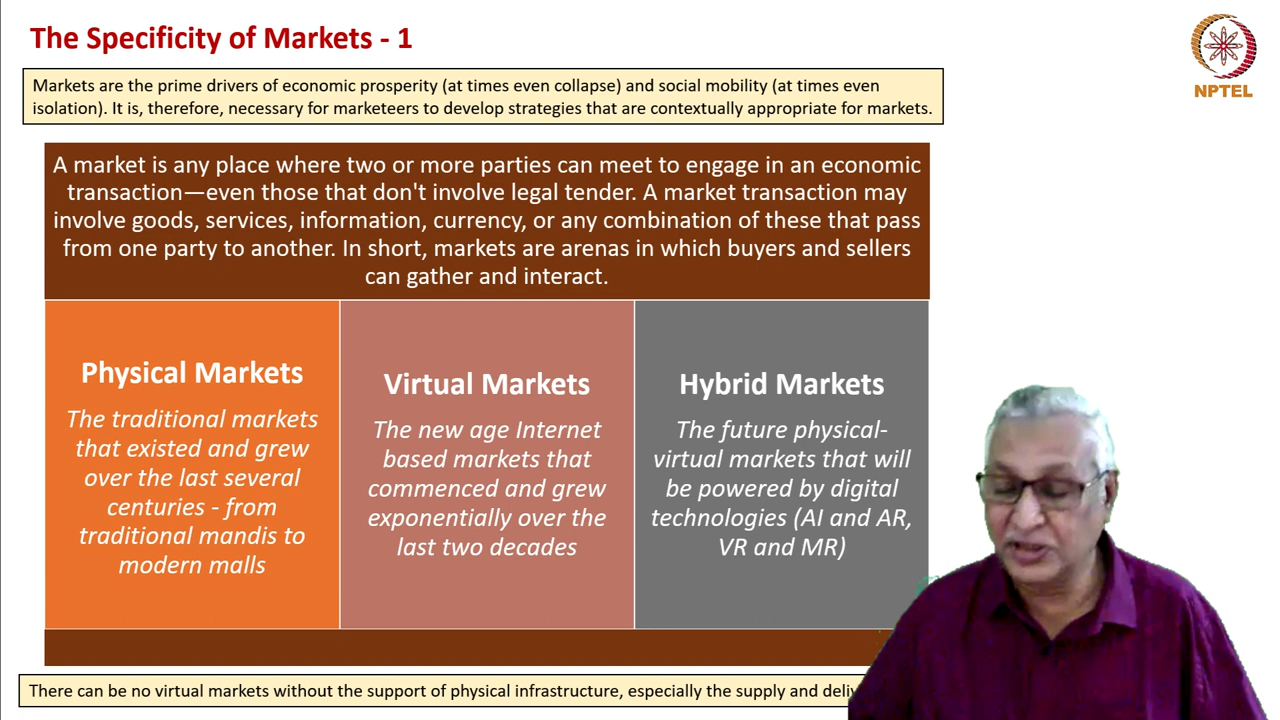 The Specificity of Markets - 1
NPTEL
Markets are the prime drivers of economic prosperity (at times even collapse) and social mobility (at times even
isolation). It is, therefore, necessary for marketeers to develop strategies that are contextually appropriate for markets.
A market is any place where two or more parties can meet to engage in an economic
transaction—even those that don't involve legal tender. A market transaction may
involve goods, services, information, currency, or any combination of these that pass
from one party to another. In short, markets are arenas in which buyers and sellers
can gather and interact.
Physical Markets
The traditional markets
that existed and grew
over the last several
centuries - from
traditional mandis to
modern malls
Virtual Markets
The new age Internet
based markets that
commenced and grew
exponentially over the
last two decades
Hybrid Markets
The future physical-
virtual markets that will
be powered by digital
technologies (AI and AR,
VR and MR)
There can be no virtual markets without the support of physical infrastructure, especially the supply and